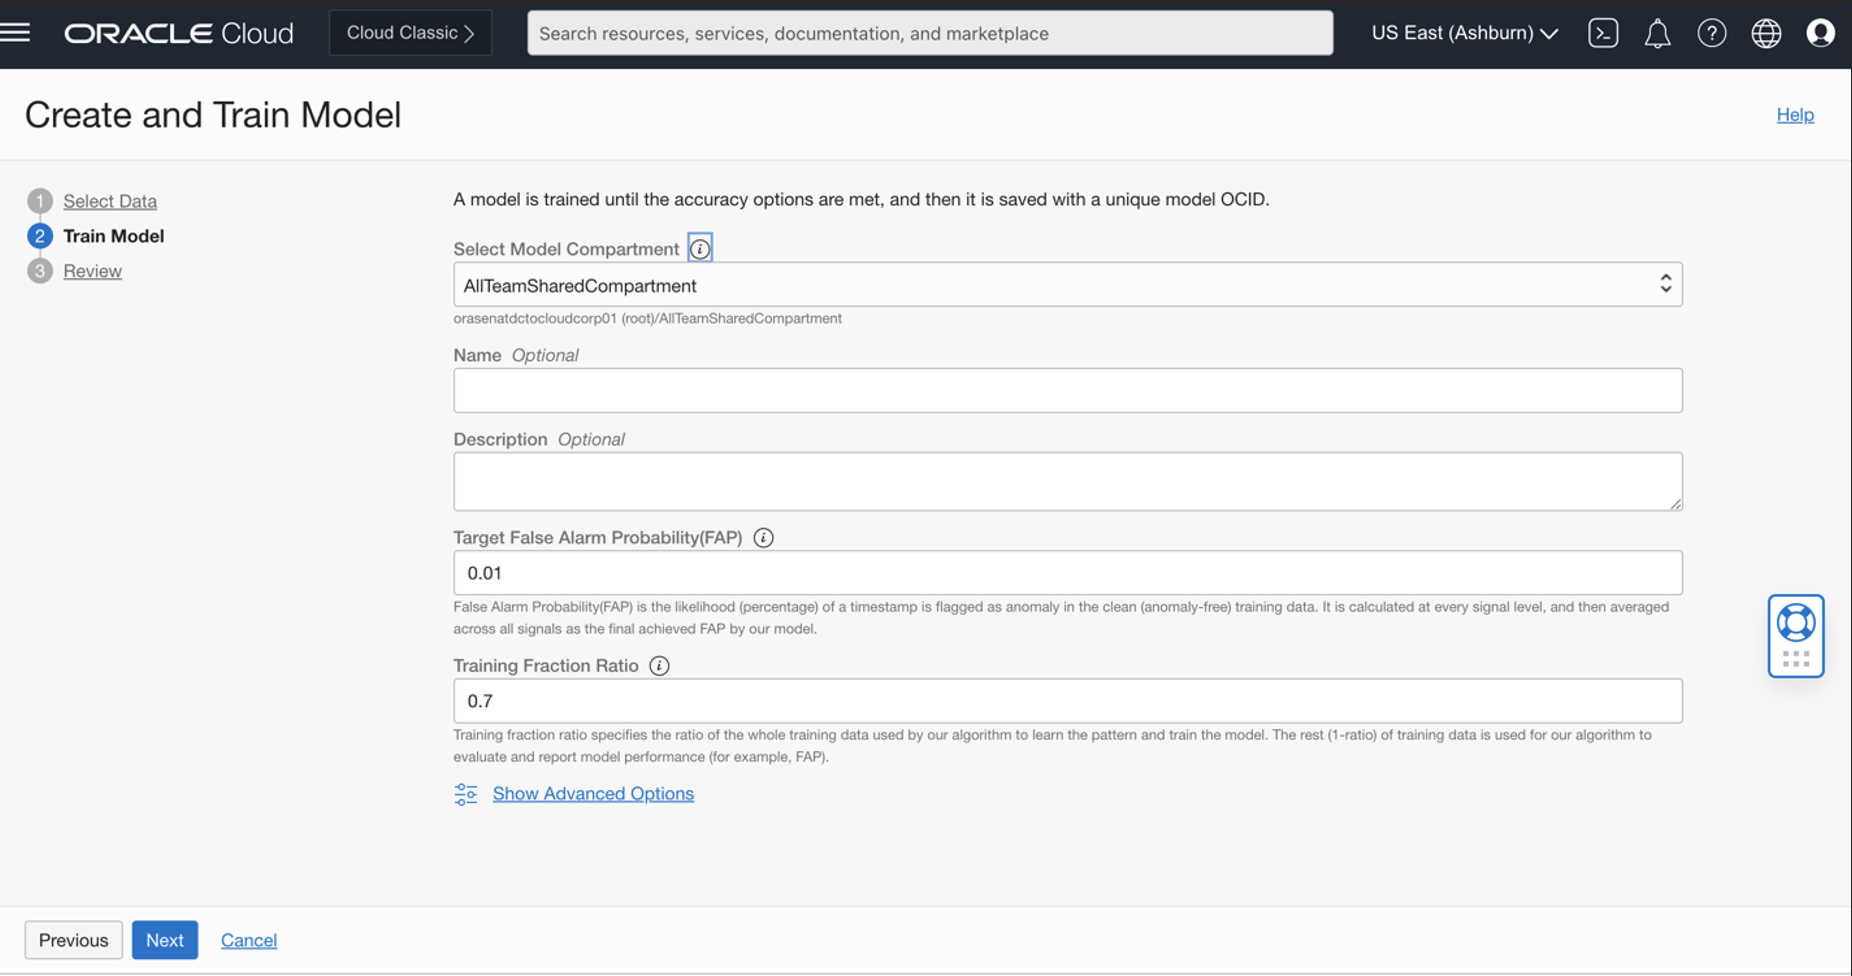 ORACLE Cloud
Cloud Classic
Search resources, services, documentation, and marketplace
US East (Ashburn)
Create and Train Model
Help
1 Select Data
2 Train Model
3 Review
A model is trained until the accuracy options are met, and then it is saved with a unique model OCID.
Select Model Compartment
AllTeamSharedCompartment
orasenatdctocloudcorp01 (root)/AllTeamSharedCompartment
Name Optional
Description Optional
Target False Alarm Probability(FAP)
0.01
False Alarm Probability(FAP) is the likelihood (percentage) of a timestamp is flagged as anomaly in the clean (anomaly-free) training data. It is calculated at every signal level, and then averaged
across all signals as the final achieved FAP by our model.
Training Fraction Ratio
0.7
Training fraction ratio specifies the ratio of the whole training data used by our algorithm to learn the pattern and train the model. The rest (1-ratio) of training data is used for our algorithm to
evaluate and report model performance (for example, FAP).
Show Advanced Options
Previous
Next
Cancel